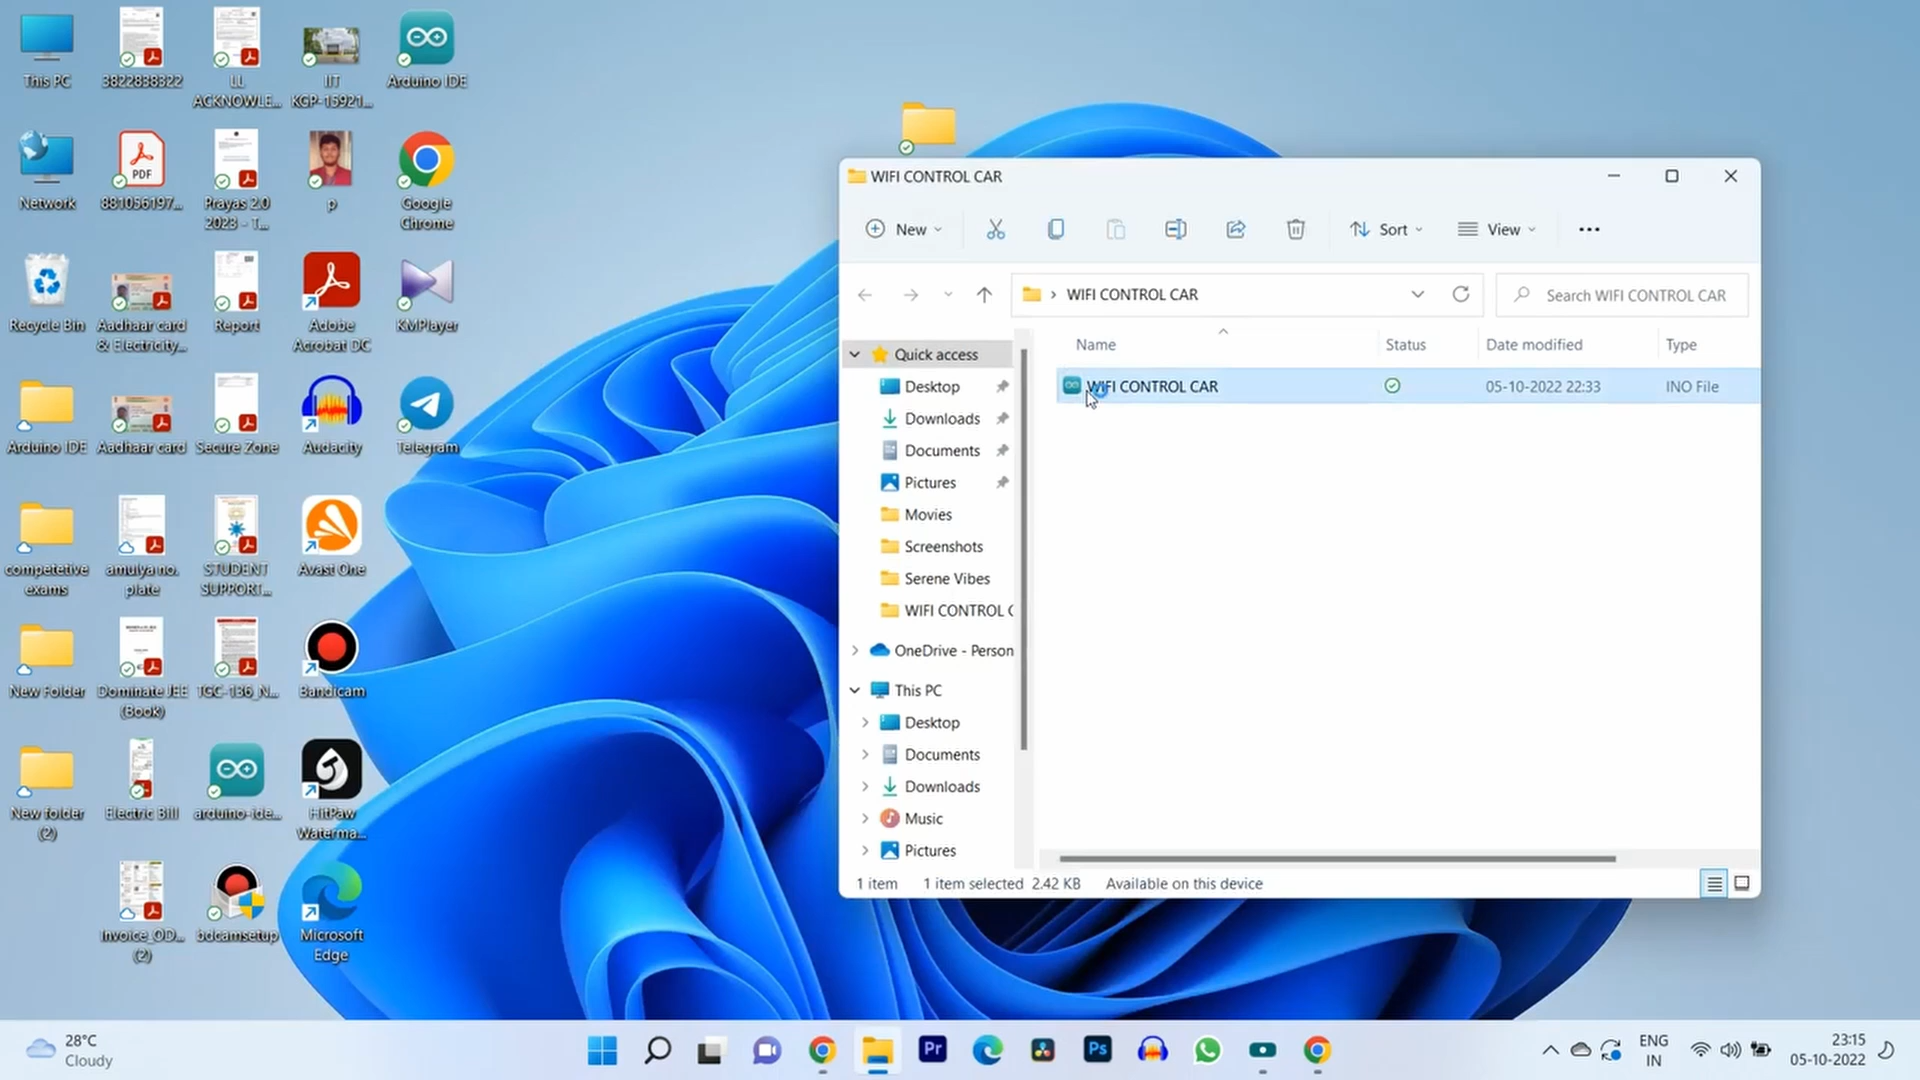 This PC
3822838322
LL
ACKNOWLE...
IIT
KGP-15921...
Arduino IDE
Network
PDF
881056197...
Prayas 2.0
2023 - T...
p
Google
Chrome
Recycle Bin
Aadhaar card
& Electricity...
Report
Adobe
Acrobat DC
KMPlayer
Arduino IDE
Aadhaar card
Secure Zone
Audacity
Telegram
competetive
exams
amulya no.
plate
STUDENT
SUPPORT...
Avast One
New Folder
Dominate JEE
(Book)
TGC-136_N...
Bandicam
New folder
(2)
Electric Bill
arduino-ide...
HitPaw
Waterma...
Invoice_OD...
(2)
bdcamsetup
Microsoft
Edge
WIFI CONTROL CAR
New
Sort
View
WIFI CONTROL CAR
Search WIFI CONTROL CAR
Name
Status
Date modified
Type
WIFI CONTROL CAR
05-10-2022 22:33
INO File
Quick access
Desktop
Downloads
Documents
Pictures
Movies
Screenshots
Serene Vibes
WIFI CONTROL C
OneDrive - Person
This PC
Desktop
Documents
Downloads
Music
Pictures
1 item
1 item selected 2.42 KB
Available on this device
28°C
Cloudy
Pr
Ps
ENG
IN
23:15
05-10-2022